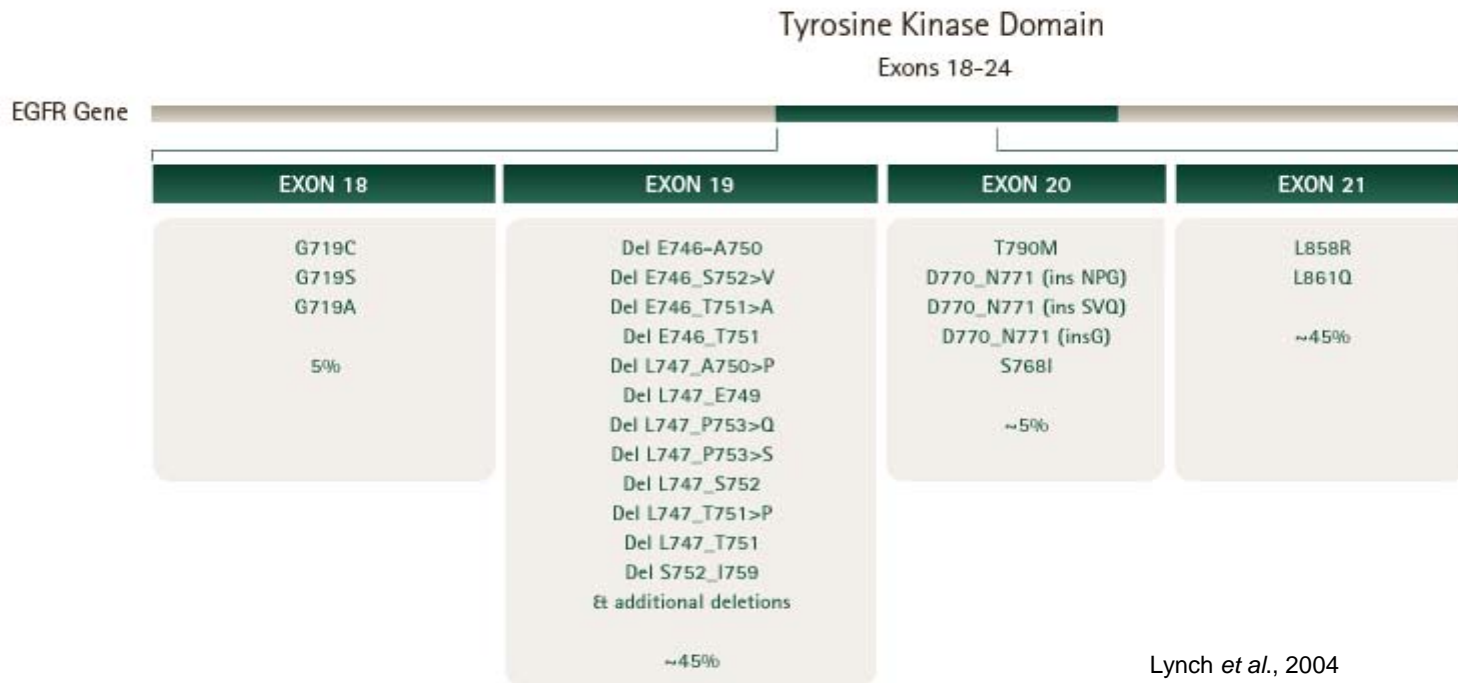 Tyrosine Kinase Domain
Exons 18-24
EGFR Gene
EXON 18
G719C
G719S
G719A
5%
EXON 19
Del E746-A750
Del E746_S752>V
Del E746_T751>A
Del E746_T751
Del L747_A750>P
Del L747_E749
Del L747_P753>Q
Del L747_P753>S
Del L747_S752
Del L747_T751>P
Del L747_T751
Del S752_I759
& additional deletions
~45%
EXON 20
T790M
D770_N771 (ins NPG)
D770_N771 (ins SVQ)
D770_N771 (insG)
S768I
~5%
EXON 21
L858R
L861Q
~45%
Lynch et al., 2004